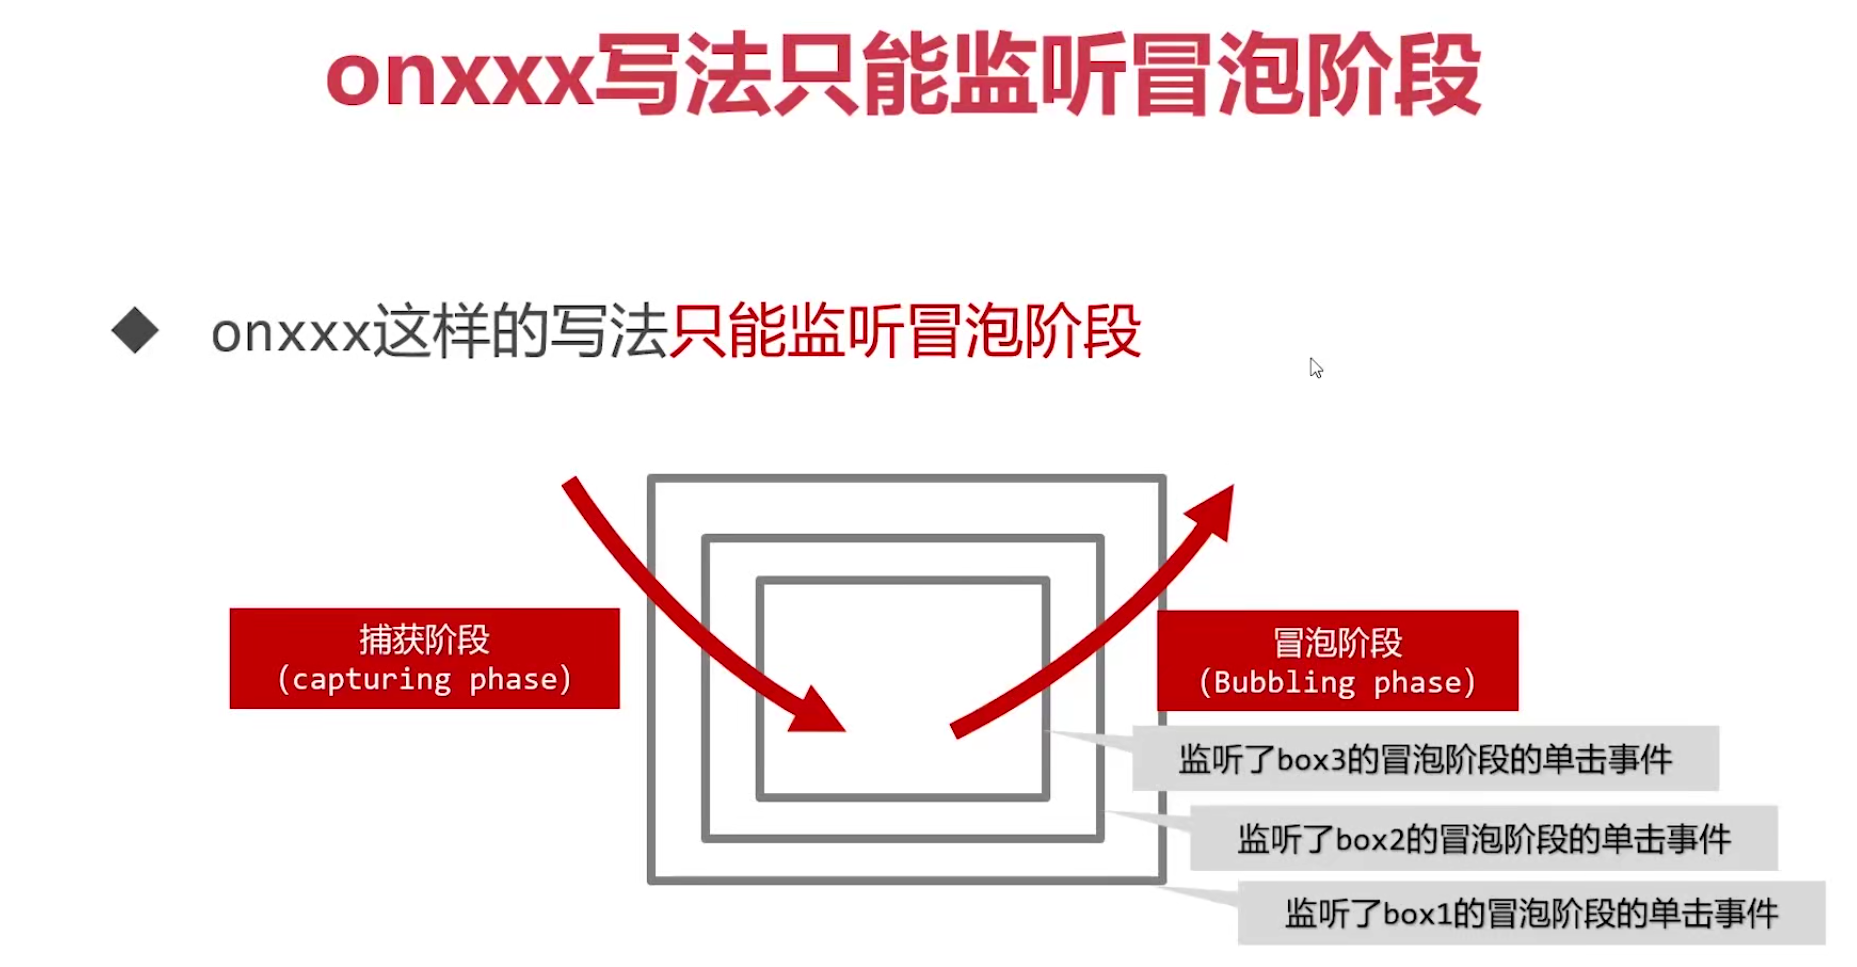 onxxx写法只能监听冒泡阶段
onxxx这样的写法只能监听冒泡阶段
捕获阶段
(capturing phase)
冒泡阶段
(Bubbling phase)
监听了box3的冒泡阶段的单击事件
监听了box2的冒泡阶段的单击事件
监听了box1的冒泡阶段的单击事件